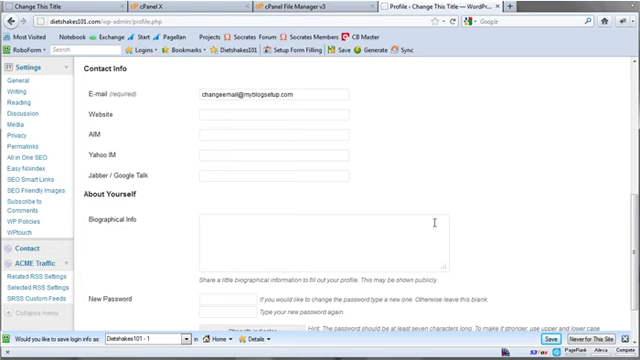 Change This Title
cPanel X
cPanel File Manager v3
Profile ‹ Change This Title — WordPr...
dietshakes101.com/wp-admin/profile.php
Google
Most Visited
Notebook
Exchange
Start
Pagellan
Projects
Socrates Forum
Socrates Members
CB Master
RoboForm
Logins
Bookmarks
Dietshakes101
Setup Form Filling
Save
Generate
Sync
Settings
General
Writing
Reading
Discussion
Media
Privacy
Permalinks
All in One SEO
Easy Noindex
SEO Smart Links
SEO Friendly Images
Subscribe to
Comments
WP Policies
WPtouch
Contact
ACME Traffic
Related RSS Settings
Selected RSS Settings
SRSS Custom Feeds
Collapse menu
Contact Info
E-mail (required)
changeemail@myblogsetup.com
Website
AIM
Yahoo IM
Jabber / Google Talk
About Yourself
Biographical Info
Share a little biographical information to fill out your profile. This may be shown publicly.
New Password
If you would like to change the password type a new one. Otherwise leave this blank.
Type your new password again.
Strength indicator
Hint: The password should be at least seven characters long. To make it stronger, use upper and lower case
Would you like to save login info as:
Dietshakes101 - 1
in
Home
Details
Save
Never for This Site
PageRank
Alexa
Compete